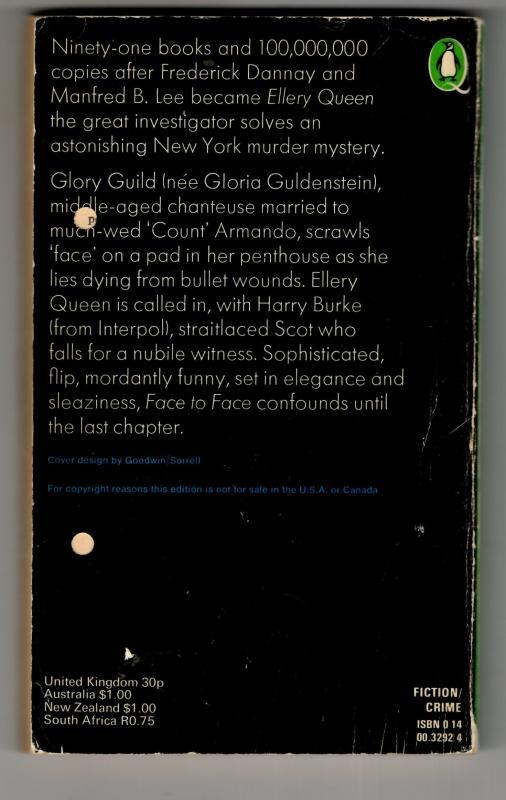 Ninety-one books and 100,000,000
copies after Frederick Dannay and
Manfred B. Lee became Ellery Queen
the great investigator solves an
astonishing New York murder mystery.
Glory Guild (née Gloria Guldenstein),
middle-aged chanteuse married to
much-wed 'Count' Armando, scrawls
'face' on a pad in her penthouse as she
lies dying from bullet wounds. Ellery
Queen is called in, with Harry Burke
(from Interpol), straitlaced Scot who
falls for a nubile witness. Sophisticated,
flip, mordantly funny, set in elegance and
sleaziness, Face to Face confounds until
the last chapter.
Cover design by Goodwin/Sorrell
For copyright reasons this edition is not for sale in the U.S.A. or Canada
United Kingdom 30p
Australia $1.00
New Zealand $1.00
South Africa R0.75
FICTION/
CRIME
ISBN 0 14
00.3292 4